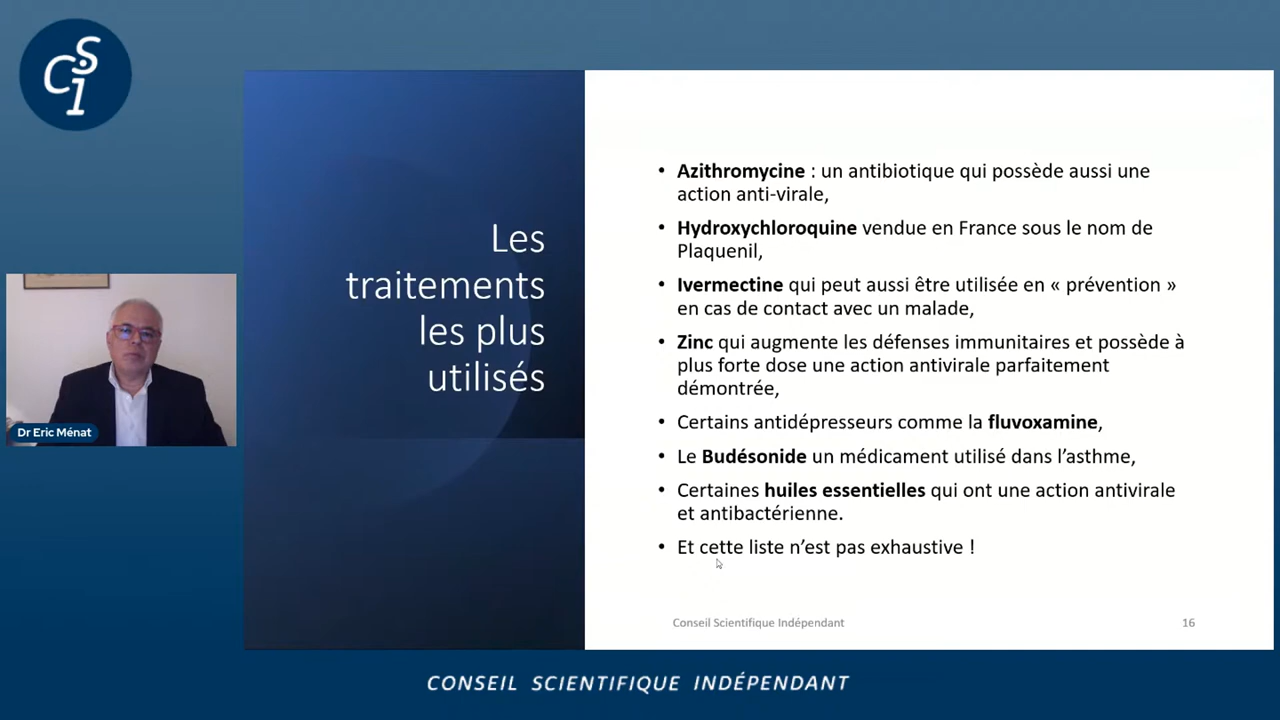 CSI
Les
traitements
les plus
utilisés
• Azithromycine : un antibiotique qui possède aussi une
action anti-virale,
• Hydroxychloroquine vendue en France sous le nom de
Plaquenil,
• Ivermectine qui peut aussi être utilisée en « prévention »
en cas de contact avec un malade,
• Zinc qui augmente les défenses immunitaires et possède à
plus forte dose une action antivirale parfaitement
démontrée,
• Certains antidépresseurs comme la fluvoxamine,
• Le Budésonide un médicament utilisé dans l’asthme,
• Certaines huiles essentielles qui ont une action antivirale
et antibactérienne.
• Et cette liste n’est pas exhaustive !
Conseil Scientifique Indépendant
16
Dr Eric Ménat
CONSEIL SCIENTIFIQUE INDÉPENDANT